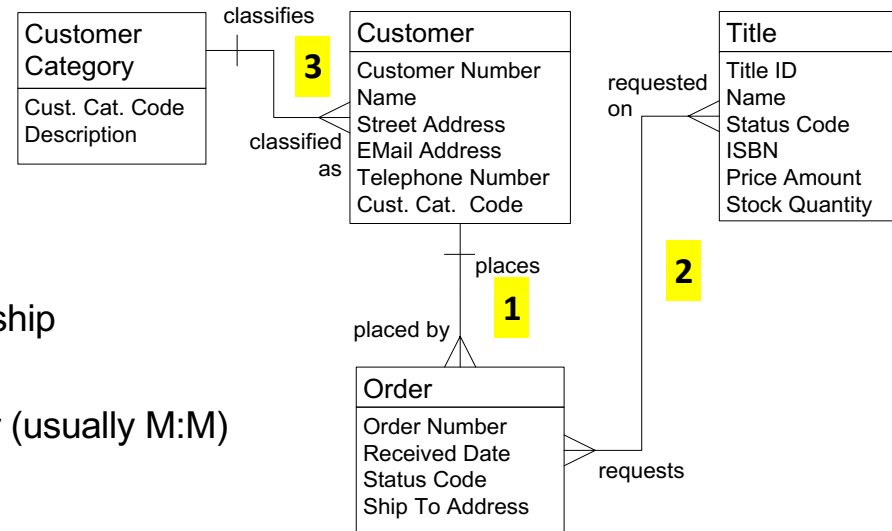 classifies
Customer
Category
Cust. Cat. Code
Description
3
classified
as
Customer
Customer Number
Name
Street Address
EMail Address
Telephone Number
Cust. Cat.  Code
requested
on
Title
Title ID
Name
Status Code
ISBN
Price Amount
Stock Quantity
places
1
placed by
2
ship
(usually M:M)
Order
Order Number
Received Date
Status Code
Ship To Address
requests